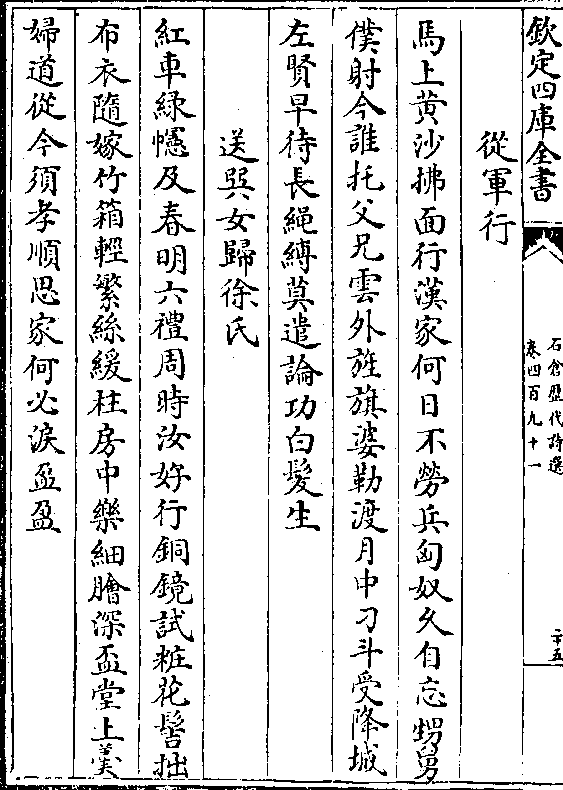 欽定四庫全書
石倉歷代詩選
卷四百九十一
二十五
從軍行
馬上黄沙拂面行漢家何日不勞兵匈奴久自忘甥舅
僕射今誰托父兄雲外旌旗婆勒渡月中刁斗受降城
左賢早待長繩縛莫遣論功白髪生
送巽女歸徐氏
紅車緑幰及春明六禮周時汝好行銅鏡試粧花髻拙
布衣隨嫁竹箱輕繁絲緩柱房中樂細膾深盃堂上羮
婦道從今須孝順思家何必淚盈盈